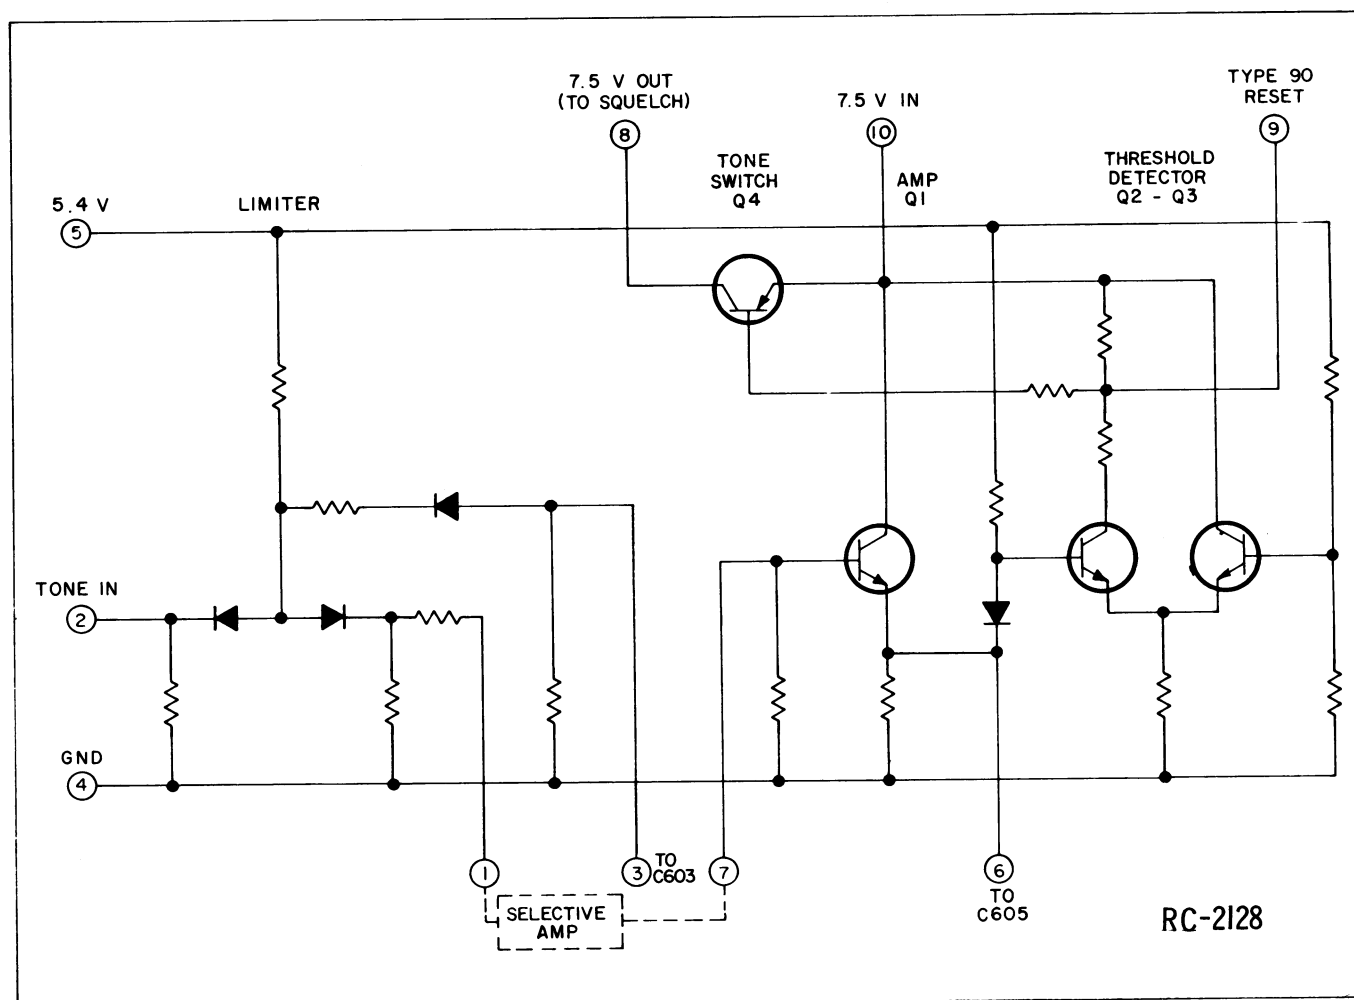 7.5 V OUT
(TO SQUELCH)
8
7.5 V IN
10
TYPE 90
RESET
9
TONE
SWITCH
Q4
AMP
Q1
THRESHOLD
DETECTOR
Q2 - Q3
5.4 V
5
LIMITER
TONE IN
2
GND
4
1
3
TO
C603
7
6
TO
C605
SELECTIVE
AMP
RC-2128